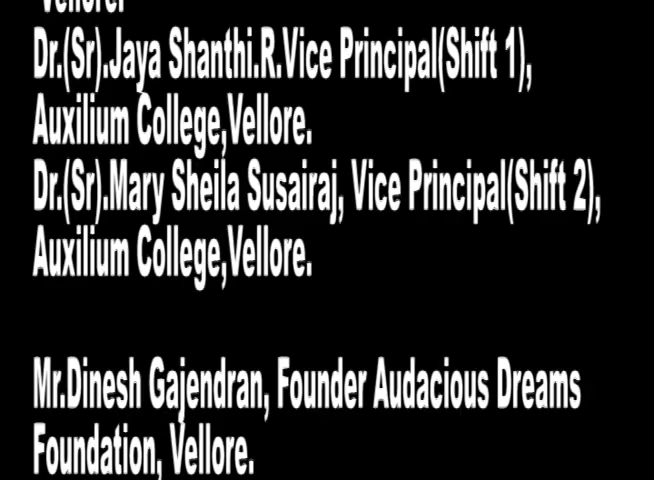 Vellore.
Dr.(Sr).Jaya Shanthi.R.Vice Principal(Shift 1),
Auxilium College,Vellore.
Dr.(Sr).Mary Sheila Susairaj, Vice Principal(Shift 2),
Auxilium College,Vellore.
Mr.Dinesh Gajendran, Founder Audacious Dreams
Foundation, Vellore.